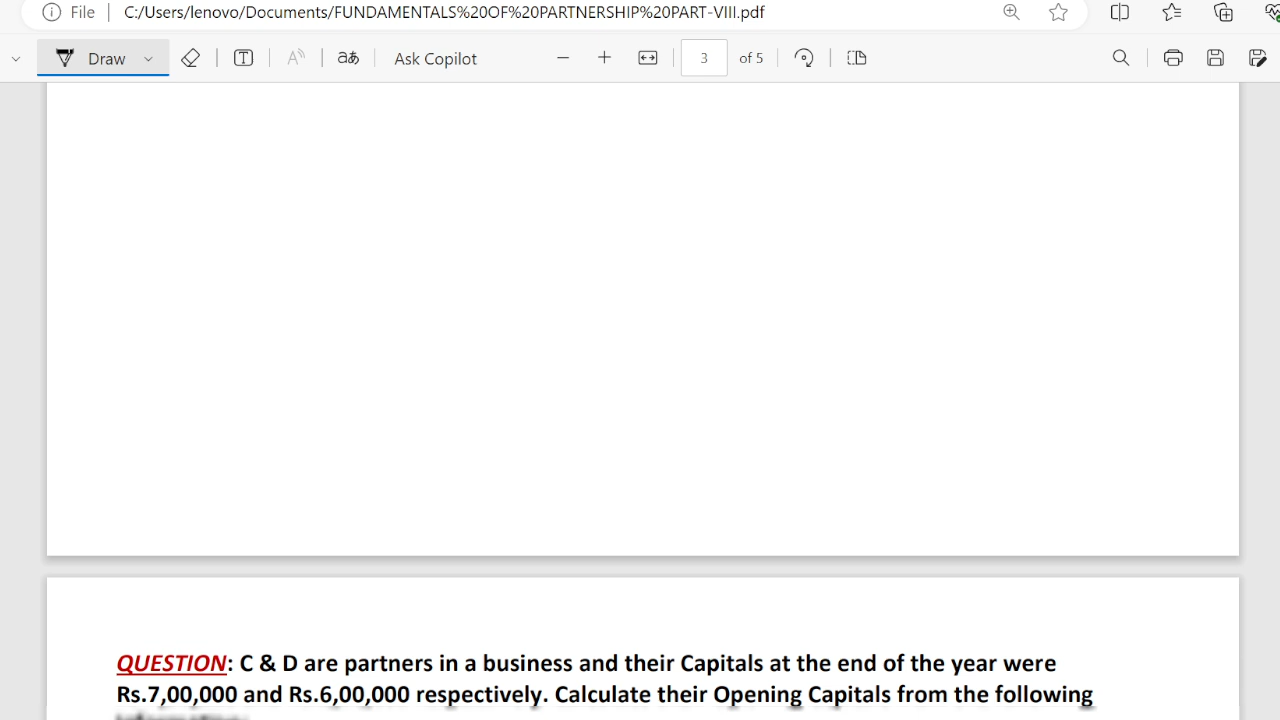 File C:/Users/lenovo/Documents/FUNDAMENTALS%20OF%20PARTNERSHIP%20PART-VIII.pdf
Draw T A aあ Ask Copilot 3 of 5
QUESTION: C & D are partners in a business and their Capitals at the end of the year were
Rs.7,00,000 and Rs.6,00,000 respectively. Calculate their Opening Capitals from the following